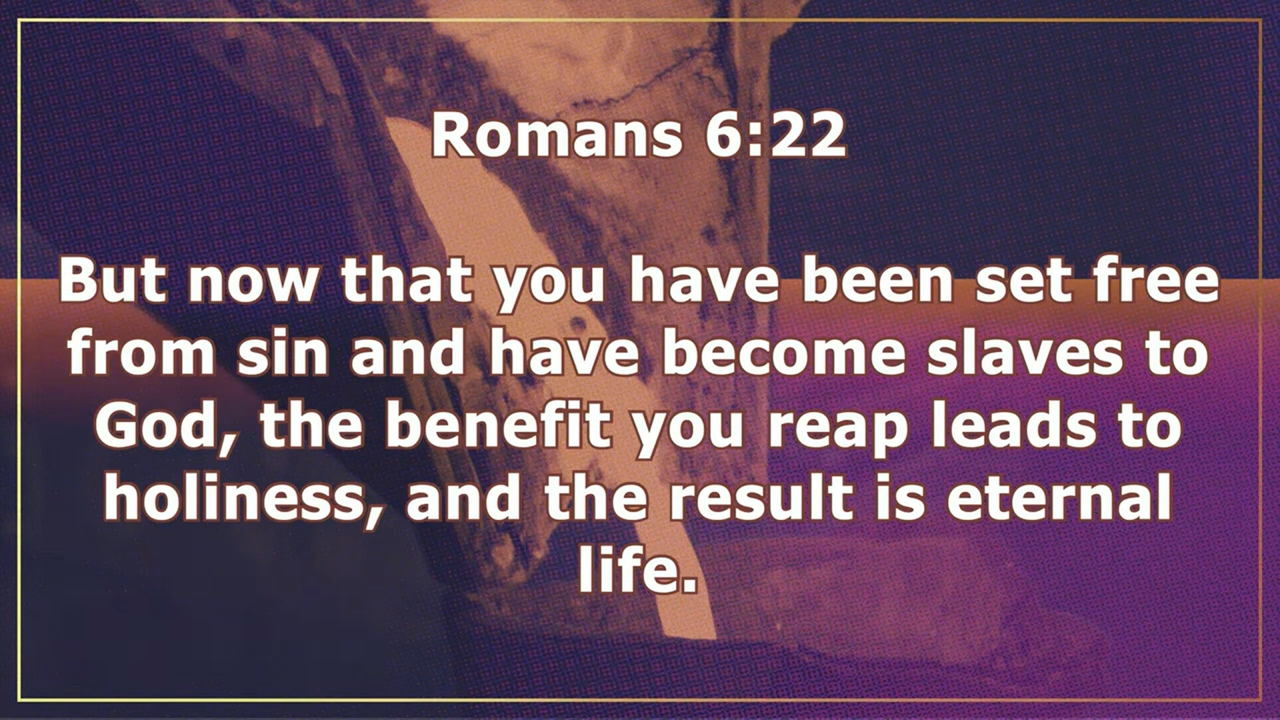 Romans 6:22
But now that you have been set free
from sin and have become slaves to
God, the benefit you reap leads to
holiness, and the result is eternal
life.